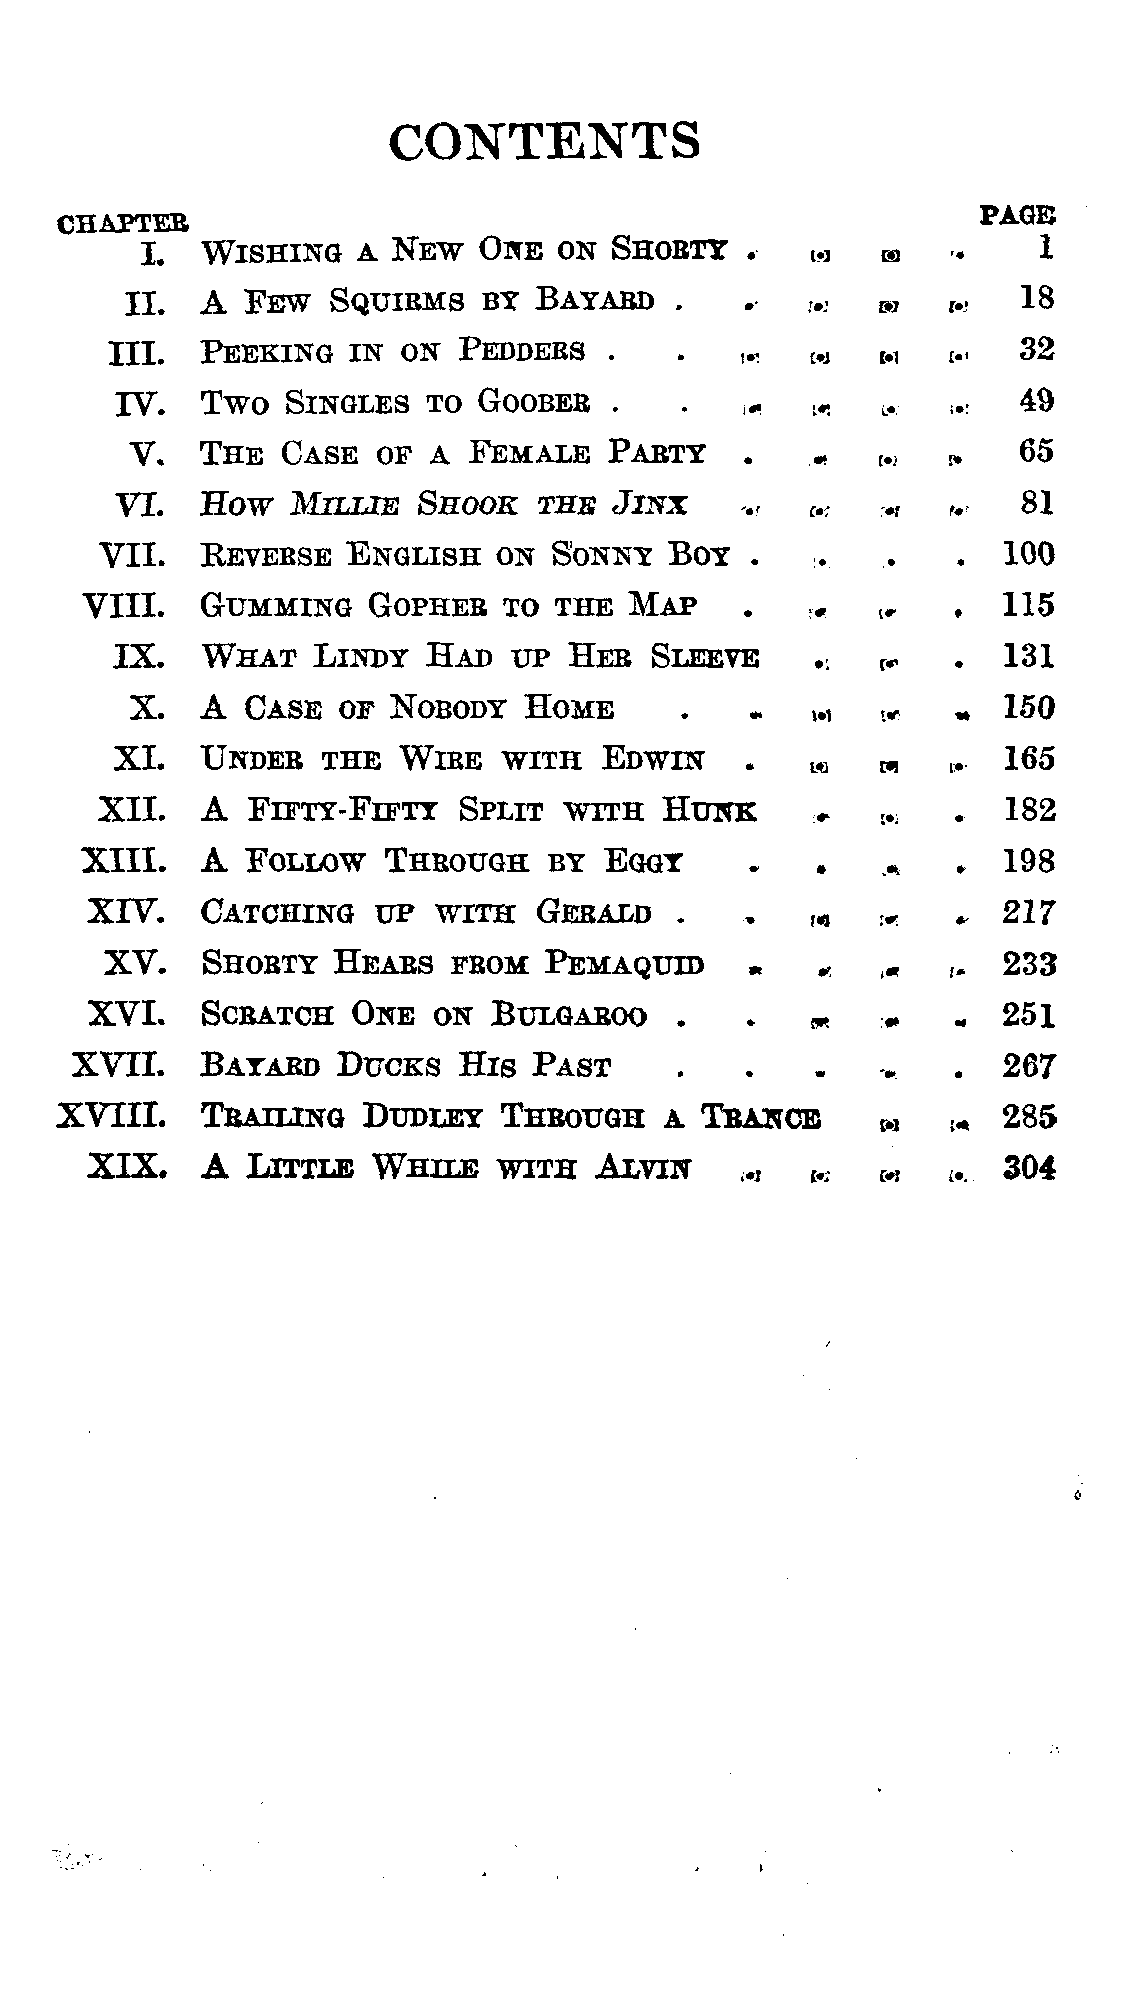 CONTENTS
CHAPTER PAGE
I. Wishing a New One on Shorty . . . . 1
II. A Few Squirms by Bayard . . . . . 18
III. Peeking in on Pedders . . . . . . 32
IV. Two Singles to Goober . . . . . . 49
V. The Case of a Female Party . . . . 65
VI. How Millie Shook the Jinx . . . . 81
VII. Reverse English on Sonny Boy . . . . 100
VIII. Gumming Gopher to the Map . . . . 115
IX. What Lindy Had up Her Sleeve . . . 131
X. A Case of Nobody Home . . . . . 150
XI. Under the Wire with Edwin . . . . 165
XII. A Fifty-Fifty Split with Hunk . . . 182
XIII. A Follow Through by Eggy . . . . 198
XIV. Catching up with Gerald . . . . . 217
XV. Shorty Hears from Pemaquid . . . . 233
XVI. Scratch One on Bulgaroo . . . . . 251
XVII. Bayard Ducks His Past . . . . . 267
XVIII. Trailing Dudley Through a Trance . . 285
XIX. A Little While with Alvin . . . . 304